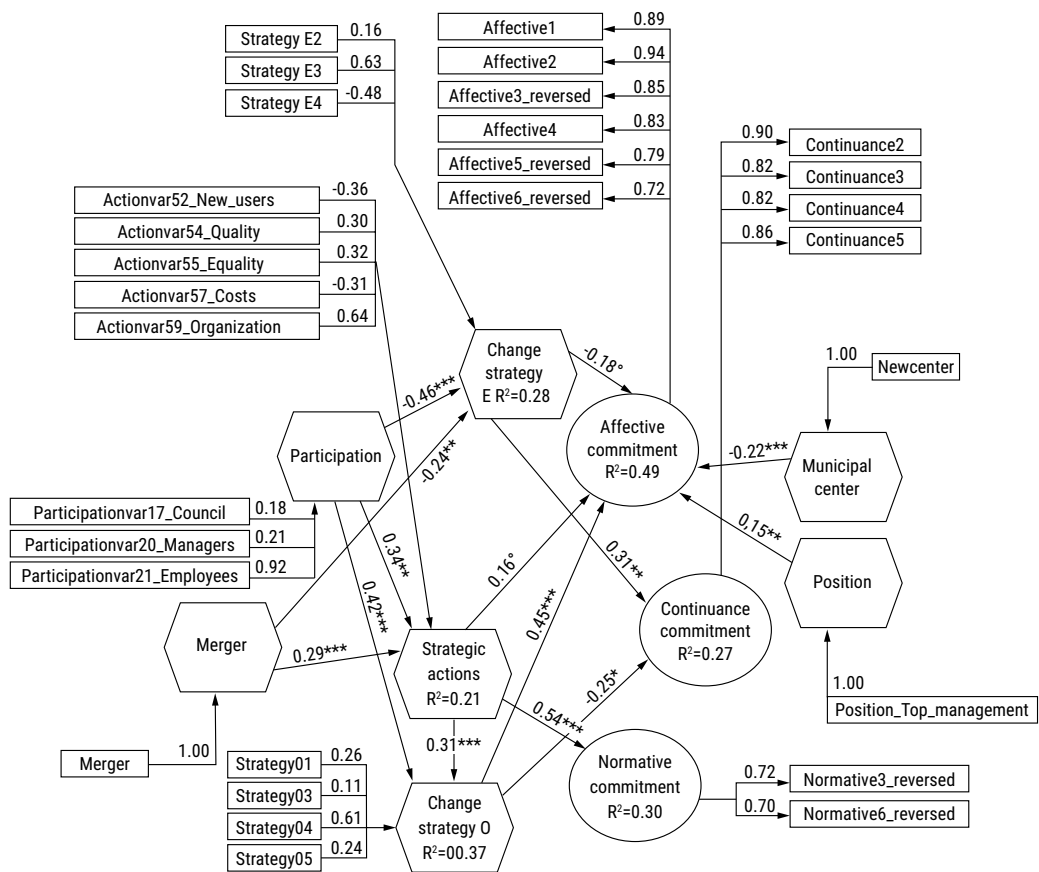 Strategy E2
0.16
Strategy E3
0.63
Strategy E4
-0.48
Affective1
0.89
Affective2
0.94
Affective3_reversed
0.85
Affective4
0.83
Affective5_reversed
0.79
Affective6_reversed
0.72
0.90
Continuance2
0.82
Continuance3
0.82
Continuance4
0.86
Continuance5
Actionvar52_New_users
-0.36
Actionvar54_Quality
0.30
Actionvar55_Equality
0.32
Actionvar57_Costs
-0.31
Actionvar59_Organization
0.64
Change
strategy
E R²=0.28
-0.18°
-0.46***
-0.24**
1.00
Newcenter
Participation
Affective
commitment
R²=0.49
-0.22***
Municipal
center
Participationvar17_Council
0.18
Participationvar20_Managers
0.21
Participationvar21_Employees
0.92
0.34**
0.42***
0.16°
0.45***
0.31**
0,15**
Position
Merger
0.29***
Strategic
actions
R²=0.21
Continuance
commitment
R²=0.27
-0.25*
0.54***
0.31***
1.00
Position_Top_management
Merger
1.00
Strategy01
0.26
Strategy03
0.11
Strategy04
0.61
Strategy05
0.24
Change
strategy O
R²=00.37
Normative
commitment
R²=0.30
0.72
Normative3_reversed
0.70
Normative6_reversed